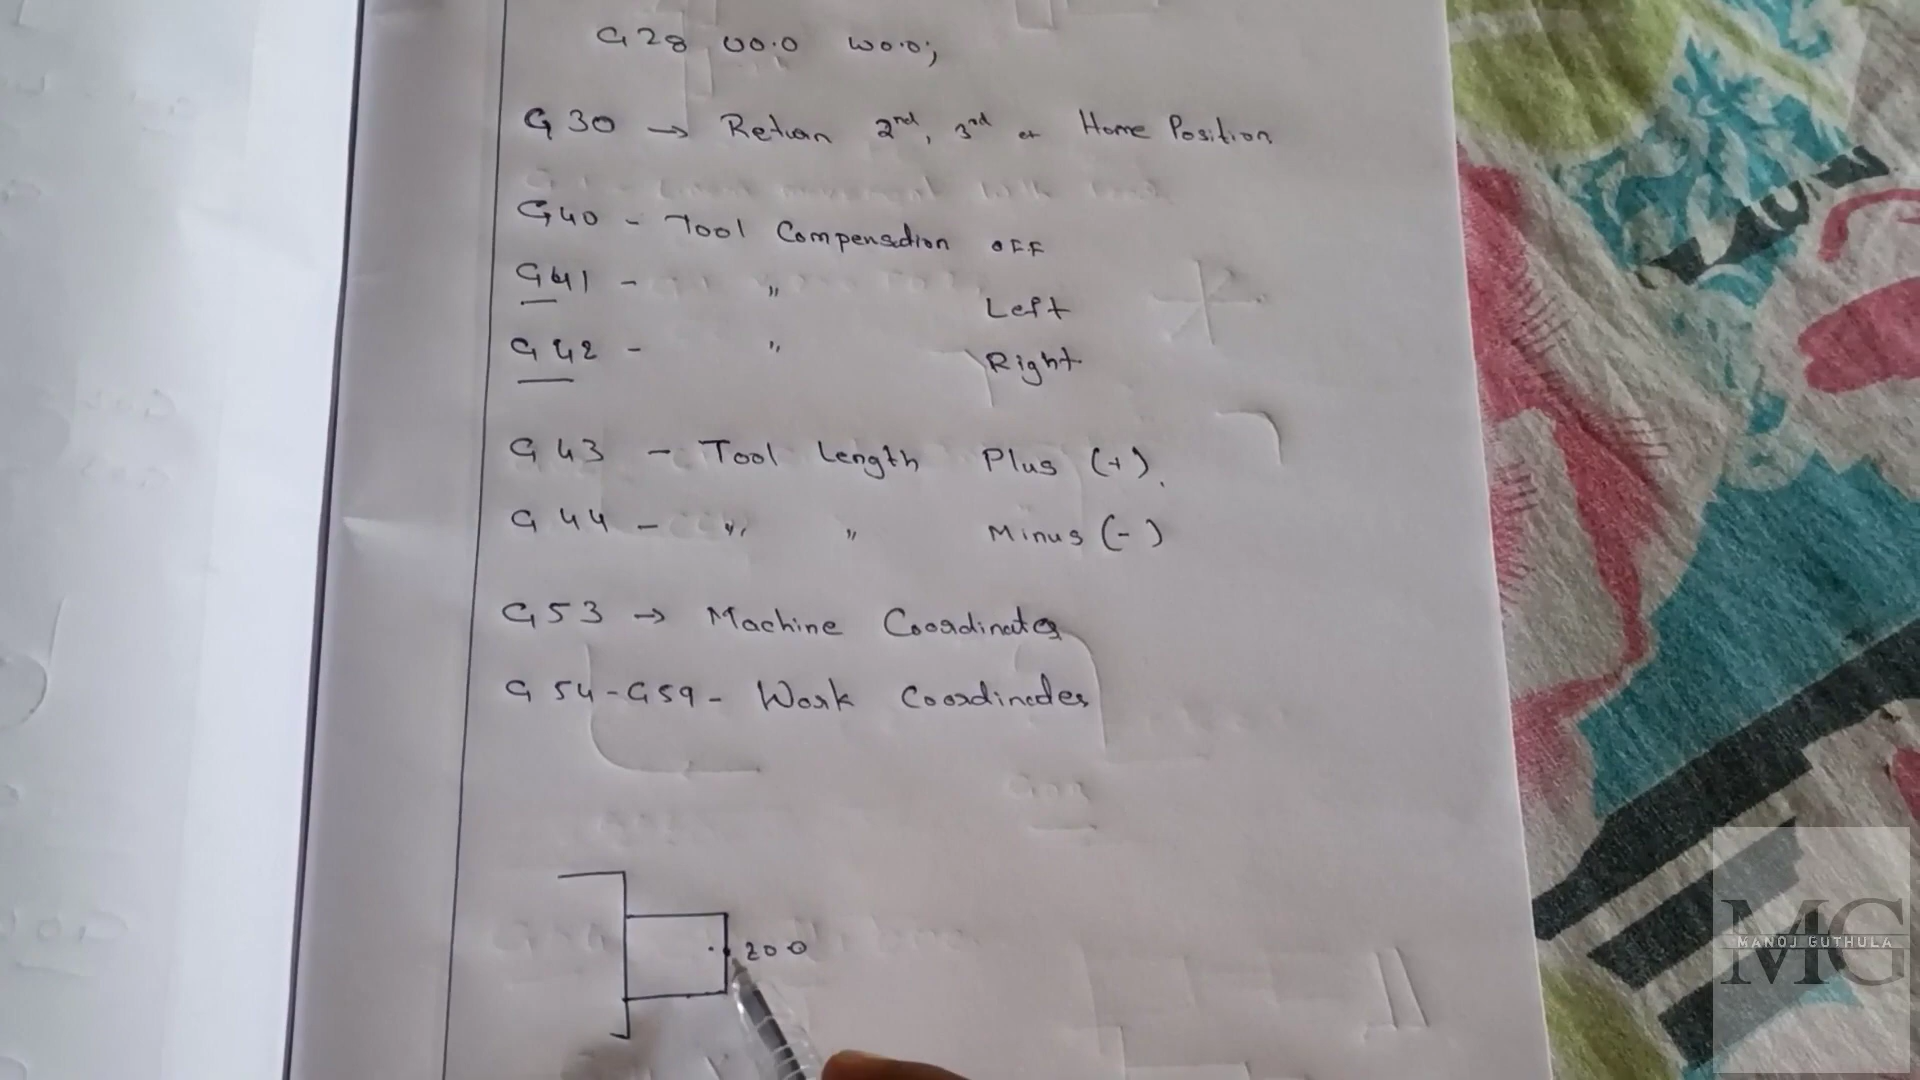 G28 U0.0 W0.0;
G30 → Return 2nd, 3rd or Home Position
G40 - Tool Compensation OFF
G41 - " Left
G42 - " Right
G43 - Tool Length Plus (+).
G44 - " " Minus (-)
G53 → Machine Coordinates
G54-G59 - Work Coordinates
200
LAUN
MG
MANOJ GUTHULA